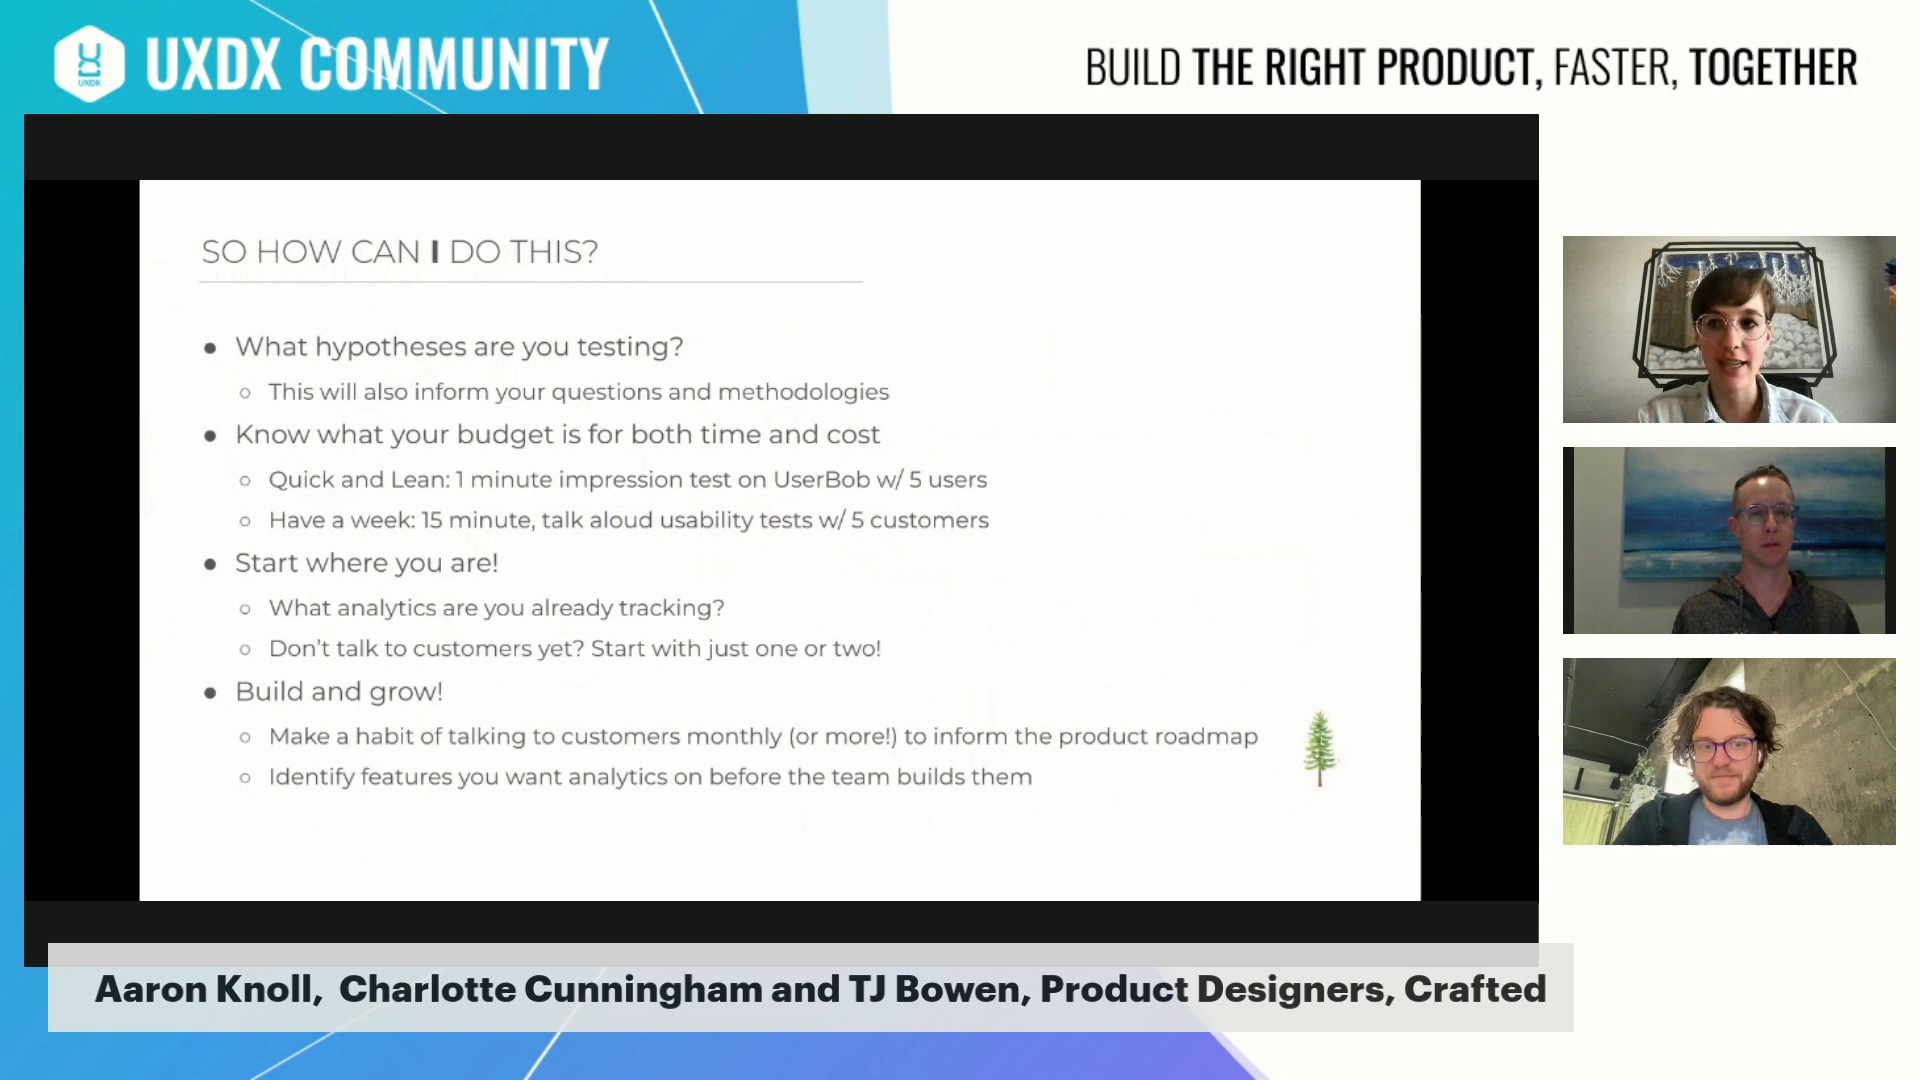 UXDX
UXDX COMMUNITY
BUILD THE RIGHT PRODUCT, FASTER, TOGETHER
SO HOW CAN I DO THIS?
● What hypotheses are you testing?
○ This will also inform your questions and methodologies
● Know what your budget is for both time and cost
○ Quick and Lean: 1 minute impression test on UserBob w/ 5 users
○ Have a week: 15 minute, talk aloud usability tests w/ 5 customers
● Start where you are!
○ What analytics are you already tracking?
○ Don't talk to customers yet? Start with just one or two!
● Build and grow!
○ Make a habit of talking to customers monthly (or more!) to inform the product roadmap
○ Identify features you want analytics on before the team builds them
Aaron Knoll, Charlotte Cunningham and TJ Bowen, Product Designers, Crafted